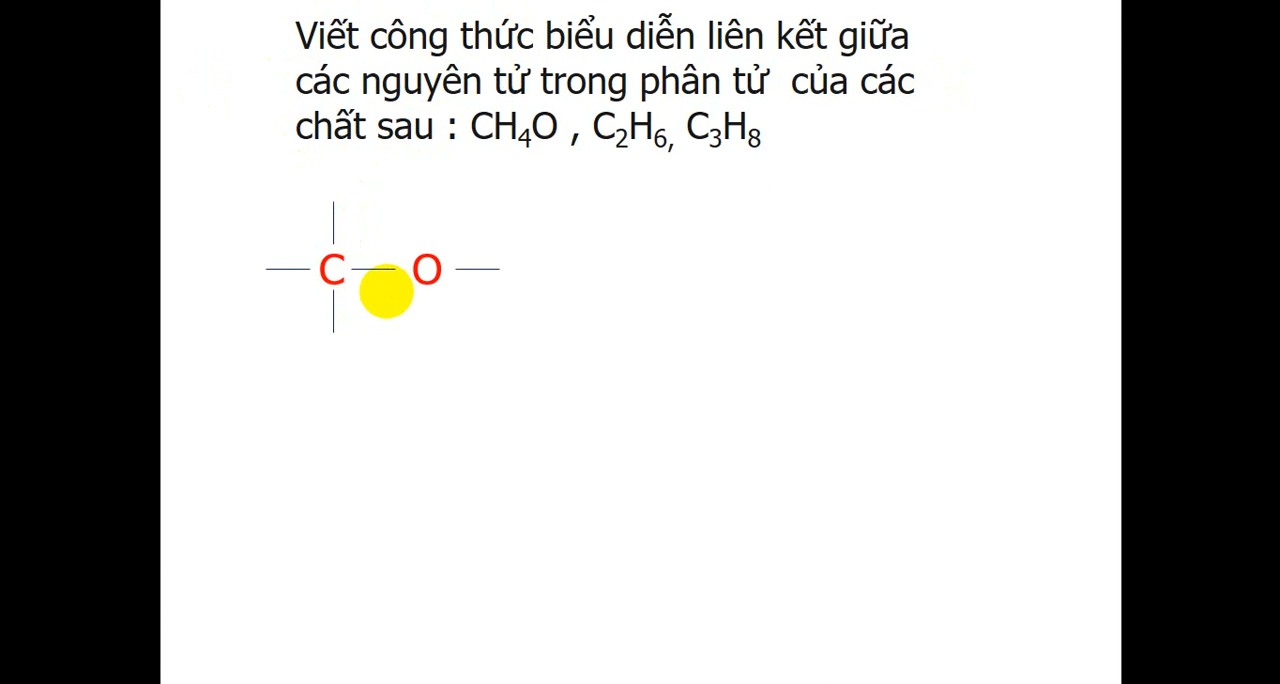 Viết công thức biểu diễn liên kết giữa
các nguyên tử trong phân tử  của các
chất sau : CH₄O , C₂H₆, C₃H₈
C O